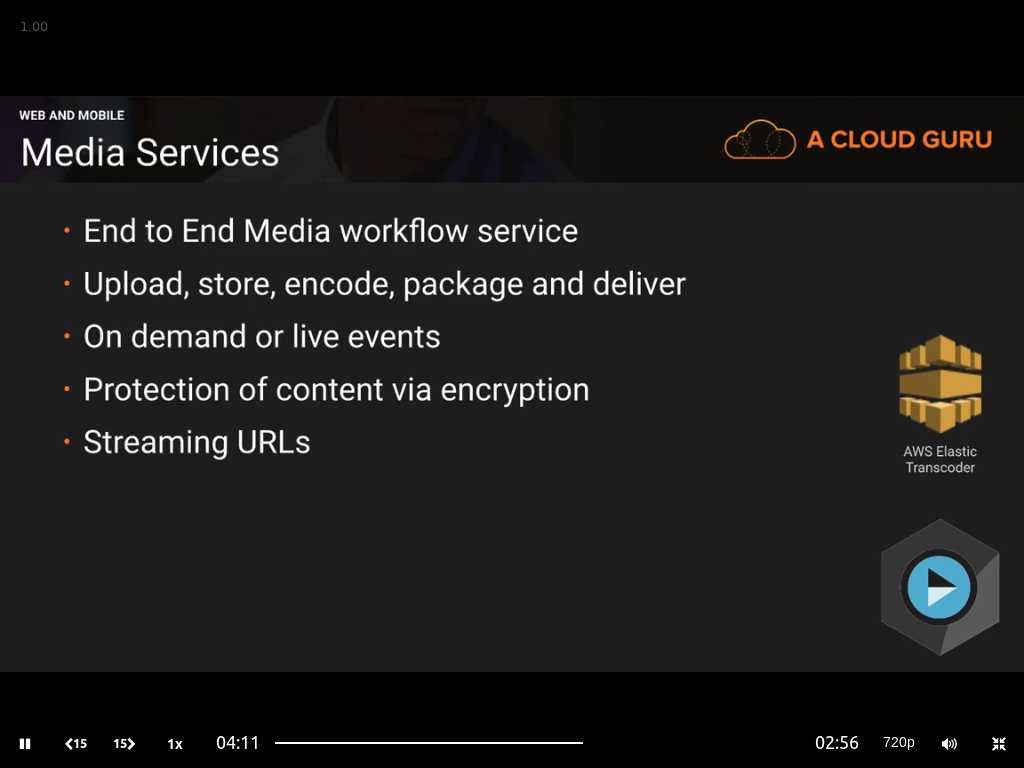 1.00
WEB AND MOBILE
Media Services
A CLOUD GURU
End to End Media workflow service
Upload, store, encode, package and deliver
On demand or live events
Protection of content via encryption
Streaming URLs
AWS Elastic
Transcoder
15 15 1x 04:11 02:56 720p